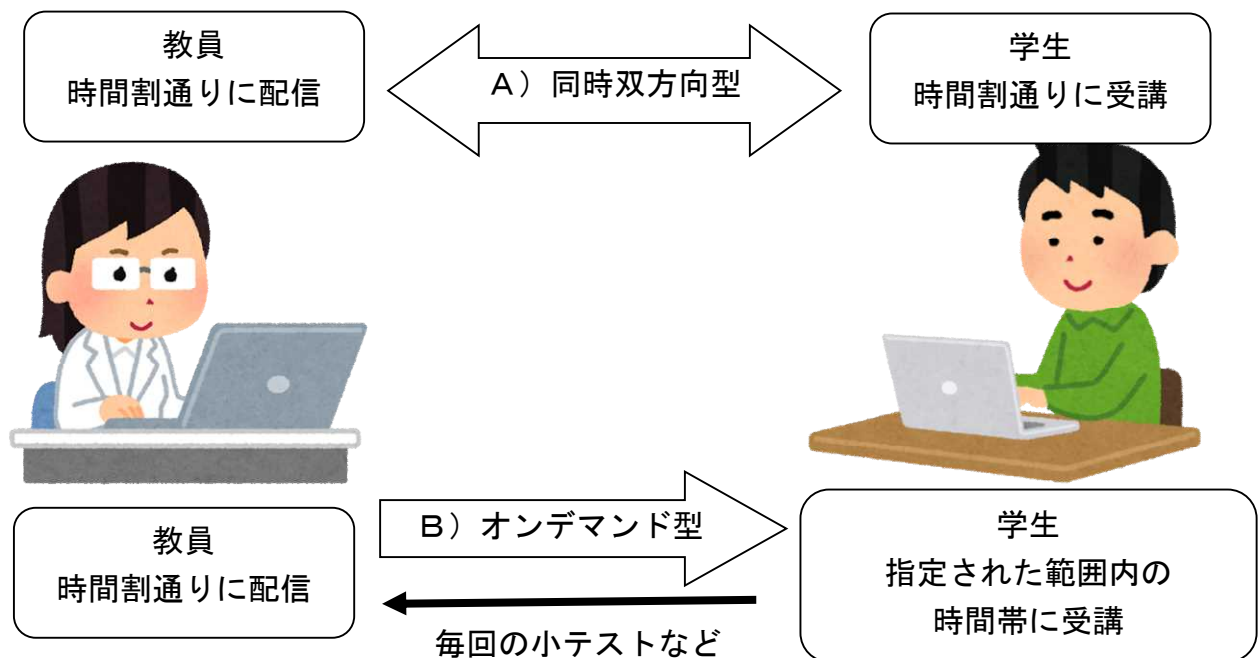 教員
時間割通りに配信
A)同時双方向型
学生
時間割通りに受講
教員
時間割通りに配信
B)オンデマンド型
毎回の小テストなど
学生
指定された範囲内の
時間帯に受講